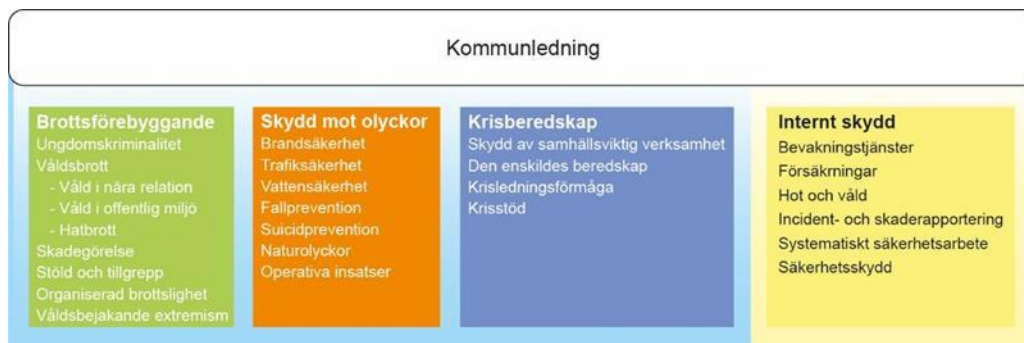 Kommunledning
Brottsförebyggande
Ungdomskriminalitet
Våldsbrott
- Våld i nära relation
- Våld i offentlig miljö
- Hatbrott
Skadegörelse
Stöld och tillgrepp
Organiserad brottslighet
Våldsbejakande extremism
Skydd mot olyckor
Brandsäkerhet
Trafiksäkerhet
Vattensäkerhet
Fallprevention
Suicidprevention
Naturolyckor
Operativa insatser
Krisberedskap
Skydd av samhällsviktig verksamhet
Den enskildes beredskap
Krisledningsförmåga
Krisstöd
Internt skydd
Bevakningstjänster
Försäkrningar
Hot och våld
Incident- och skaderapportering
Systematiskt säkerhetsarbete
Säkerhetsskydd